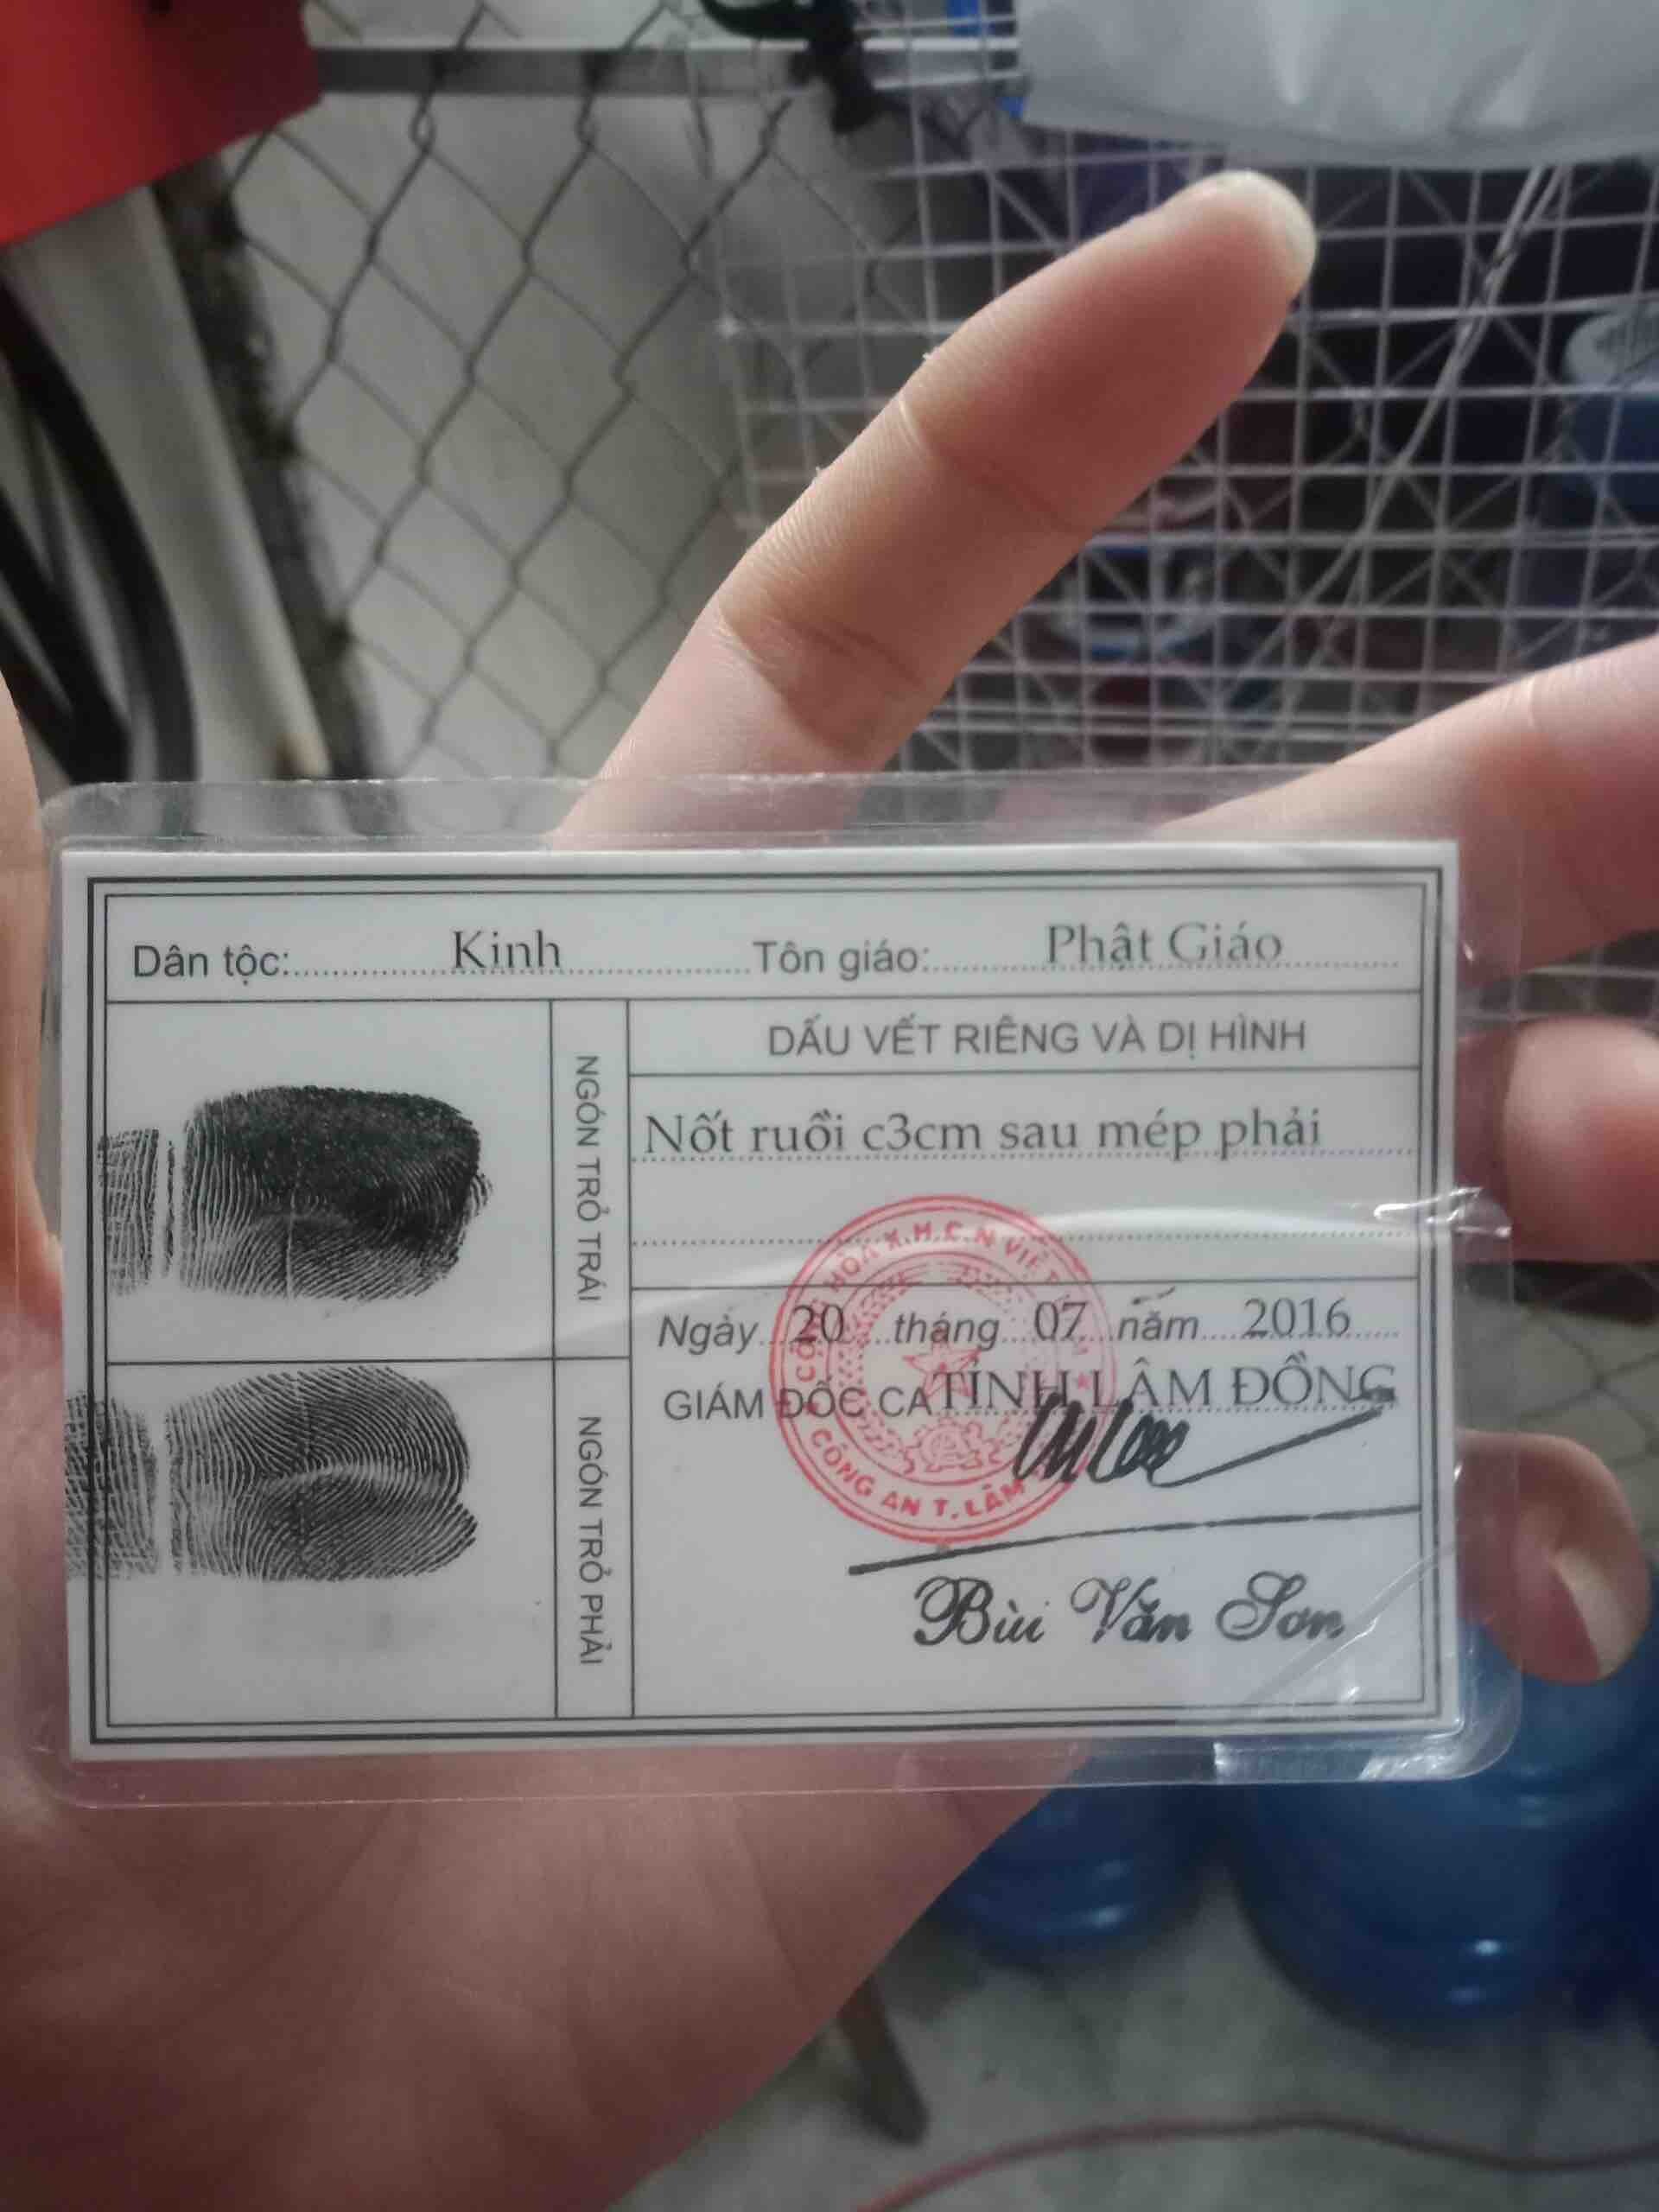 Dân tộc: Kinh Tôn giáo: Phật Giáo
NGÓN TRỎ TRÁI
NGÓN TRỎ PHẢI
DẤU VẾT RIÊNG VÀ DỊ HÌNH
Nốt ruồi c3cm sau mép phải
Ngày 20 tháng 07 năm 2016
GIÁM ĐỐC CA TỈNH LÂM ĐỒNG
HÒA X.H.C.N VIỆT
CÔNG AN T. LÂM
Bùi Văn Sơn